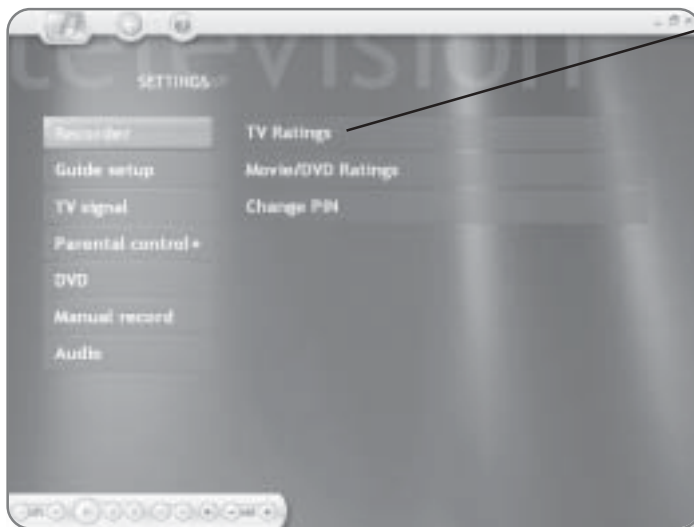 television
SETTINGS
Recorder
Guide setup
TV signal
Parental control+
DVD
Manual record
Audio
TV Ratings
Movie/DVD Ratings
Change PIN